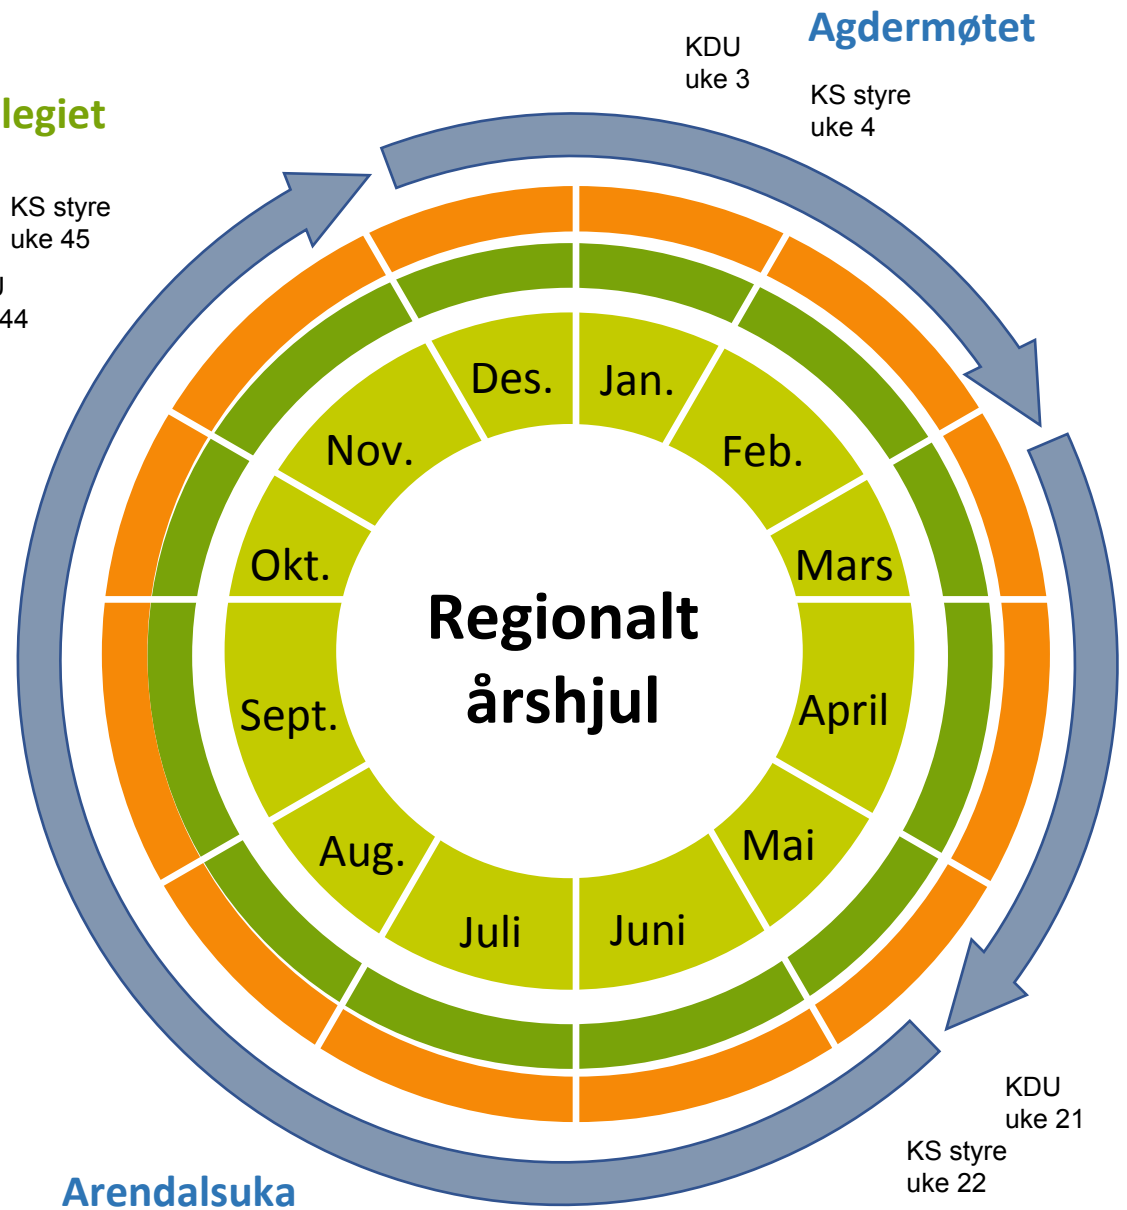 Agdermøtet
KDU
uke 3
KS styre
uke 4
legiet
KS styre
uke 45
44
Des.
Jan.
Nov.
Feb.
Okt.
Mars
Regionalt
årshjul
Sept.
April
Aug.
Mai
Juli
Juni
KDU
uke 21
KS styre
uke 22
Arendalsuka